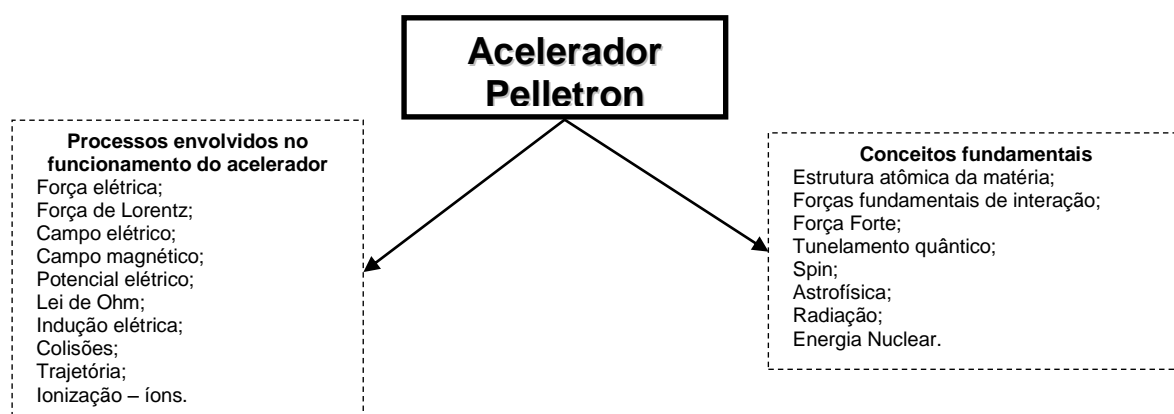 Acelerador
Pelletron
Processos envolvidos no
funcionamento do acelerador
Força elétrica;
Força de Lorentz;
Campo elétrico;
Campo magnético;
Potencial elétrico;
Lei de Ohm;
Indução elétrica;
Colisões;
Trajetória;
Ionização – íons.
Conceitos fundamentais
Estrutura atômica da matéria;
Forças fundamentais de interação;
Força Forte;
Tunelamento quântico;
Spin;
Astrofísica;
Radiação;
Energia Nuclear.